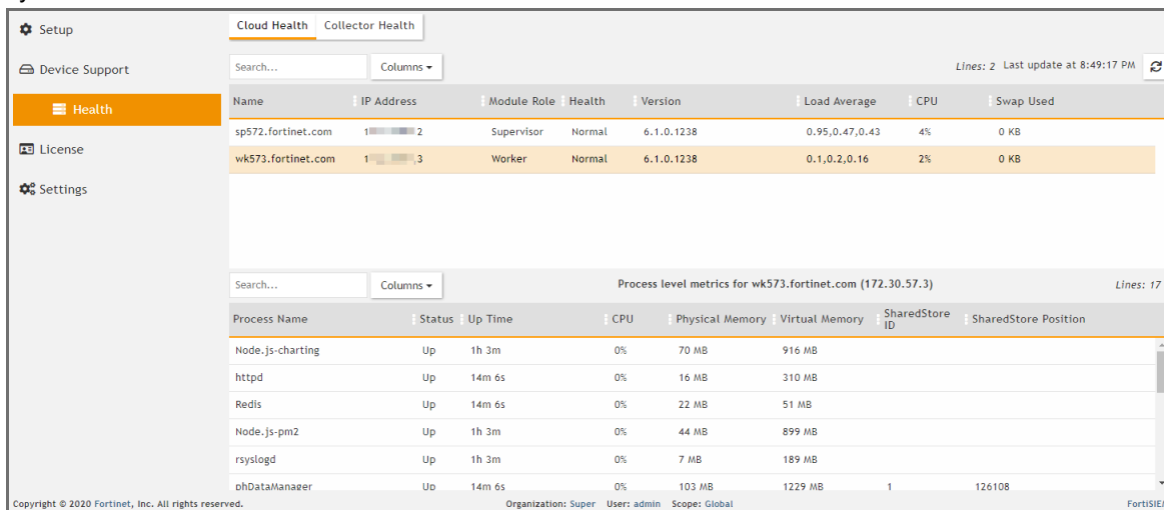 Setup
Device Support
Health
License
Settings
Cloud Health Collector Health
Search... Columns Lines: 2 Last update at 8:49:17 PM
Name IP Address Module Role Health Version Load Average CPU Swap Used
sp572.fortinet.com 1 2 Supervisor Normal 6.1.0.1238 0.95,0.47,0.43 4% 0 KB
wk573.fortinet.com 1 .3 Worker Normal 6.1.0.1238 0.1,0.2,0.16 2% 0 KB
Search... Columns Process level metrics for wk573.fortinet.com (172.30.57.3) Lines: 17
Process Name Status Up Time CPU Physical Memory Virtual Memory SharedStore ID SharedStore Position
Node.js-charting Up 1h 3m 0% 70 MB 916 MB
httpd Up 14m 6s 0% 16 MB 310 MB
Redis Up 14m 6s 0% 22 MB 51 MB
Node.js-pm2 Up 1h 3m 0% 44 MB 899 MB
rsyslogd Up 1h 3m 0% 7 MB 189 MB
phDataManager Up 14m 6s 0% 103 MB 1229 MB 1 126108
Copyright © 2020 Fortinet, Inc. All rights reserved. Organization: Super User: admin Scope: Global FortiSIEM